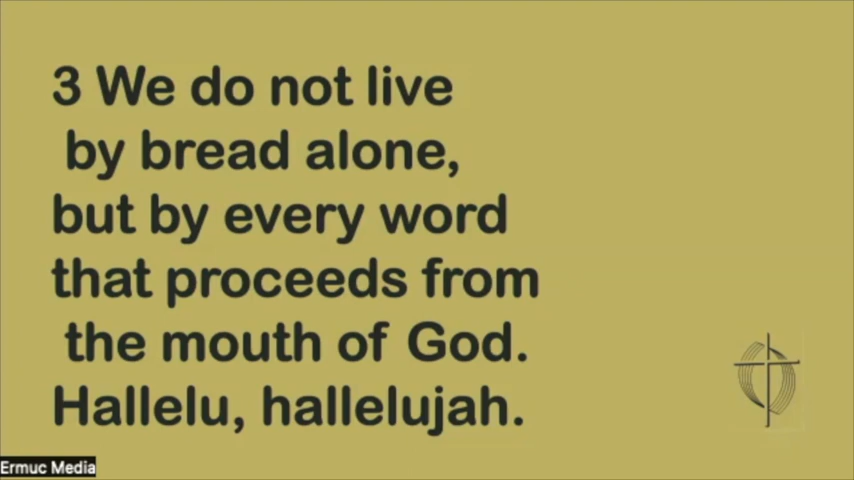 3 We do not live
by bread alone,
but by every word
that proceeds from
the mouth of God.
Hallelu, hallelujah.
Ermuc Media